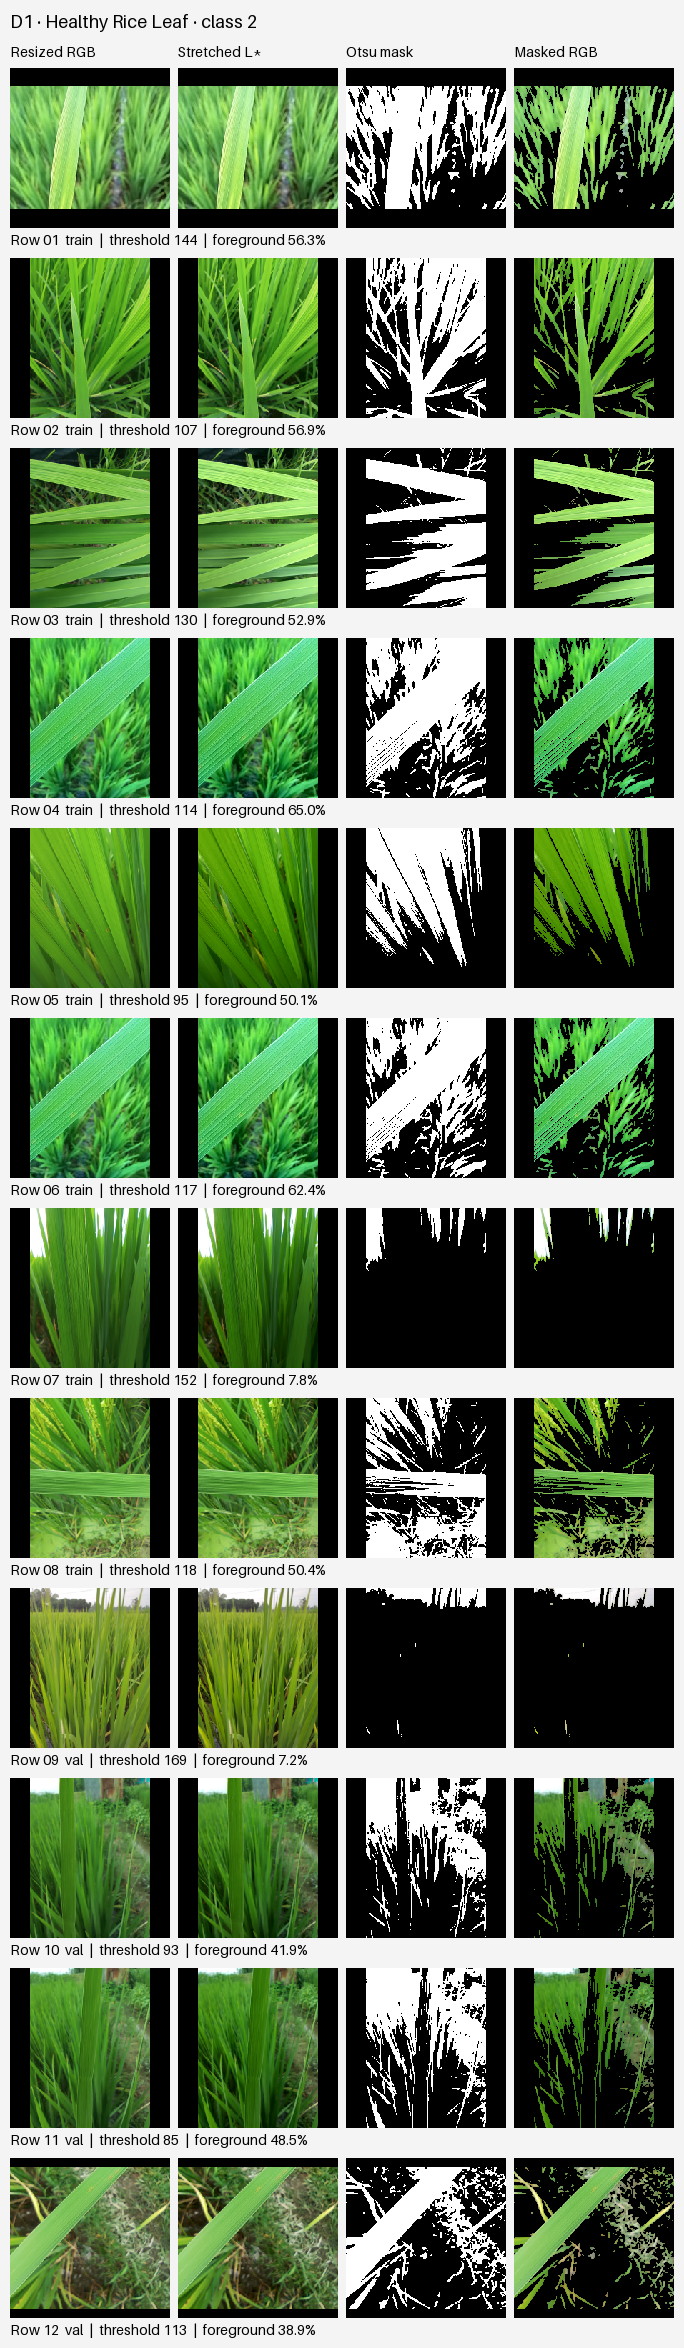 D1 · Healthy Rice Leaf · class 2
Resized RGB Stretched L* Otsu mask Masked RGB
Row 01 train | threshold 144 | foreground 56.3%
Row 02 train | threshold 107 | foreground 56.9%
Row 03 train | threshold 130 | foreground 52.9%
Row 04 train | threshold 114 | foreground 65.0%
Row 05 train | threshold 95 | foreground 50.1%
Row 06 train | threshold 117 | foreground 62.4%
Row 07 train | threshold 152 | foreground 7.8%
Row 08 train | threshold 118 | foreground 50.4%
Row 09 val | threshold 169 | foreground 7.2%
Row 10 val | threshold 93 | foreground 41.9%
Row 11 val | threshold 85 | foreground 48.5%
Row 12 val | threshold 113 | foreground 38.9%